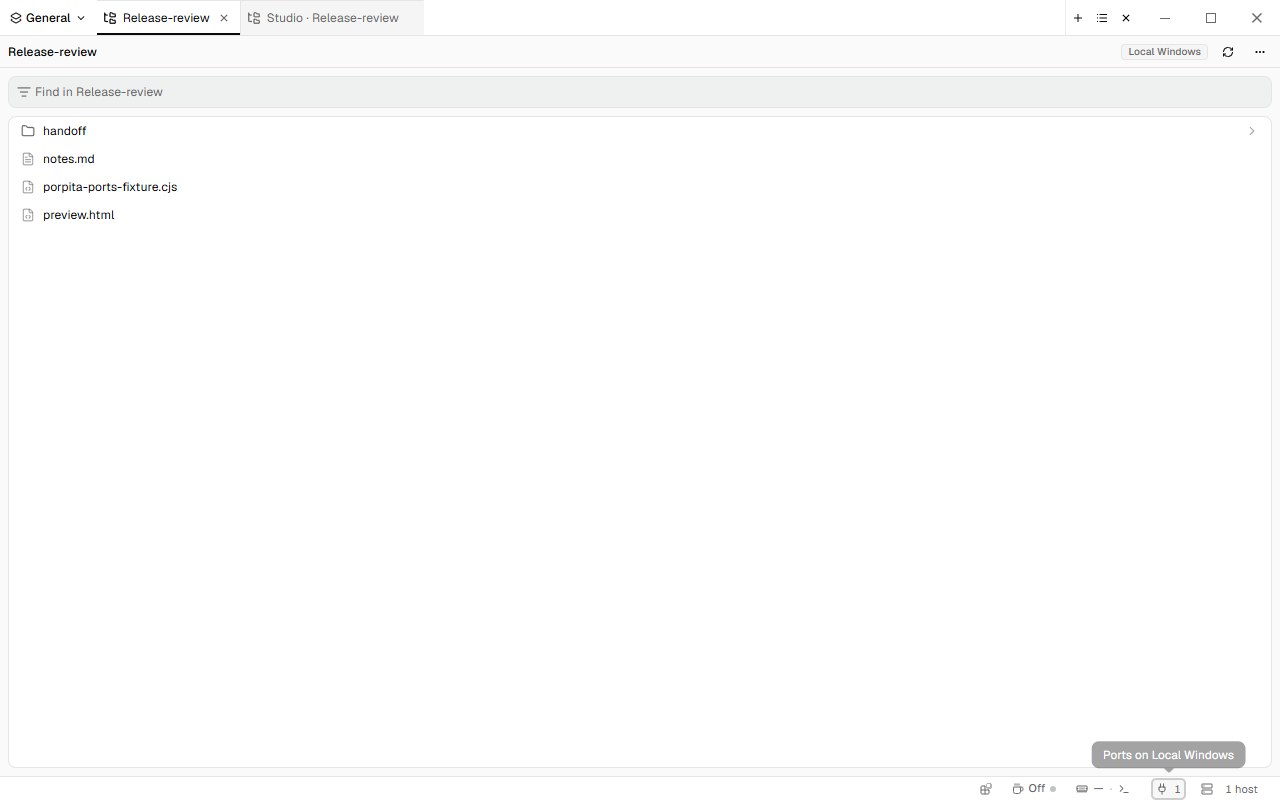 General
Release-review
Studio · Release-review
Release-review
Local Windows
Find in Release-review
handoff
notes.md
porpita-ports-fixture.cjs
preview.html
Ports on Local Windows
Off
1
1 host